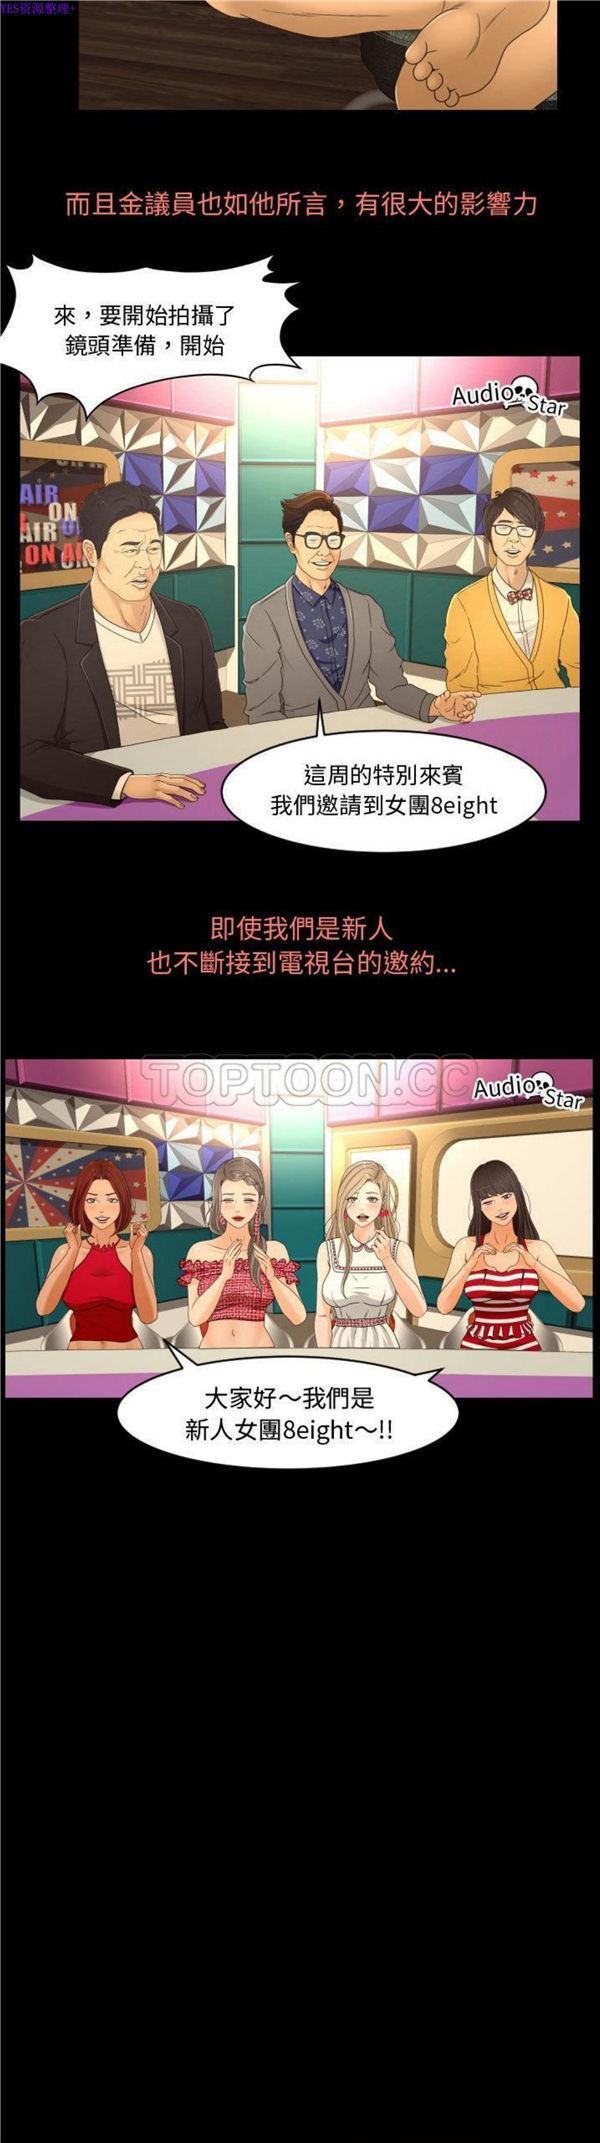 YES资源整理+
而且金議員也如他所言，有很大的影響力
來，要開始拍攝了
鏡頭準備，開始
Audio Star
AIR
ON
AIR
ON AI
這周的特別來賓
我們邀請到女團8eight
即使我們是新人
也不斷接到電視台的邀約...
TOPTOON.CC
Audio Star
大家好～我們是
新人女團8eight～!!
TOPTOON.CC